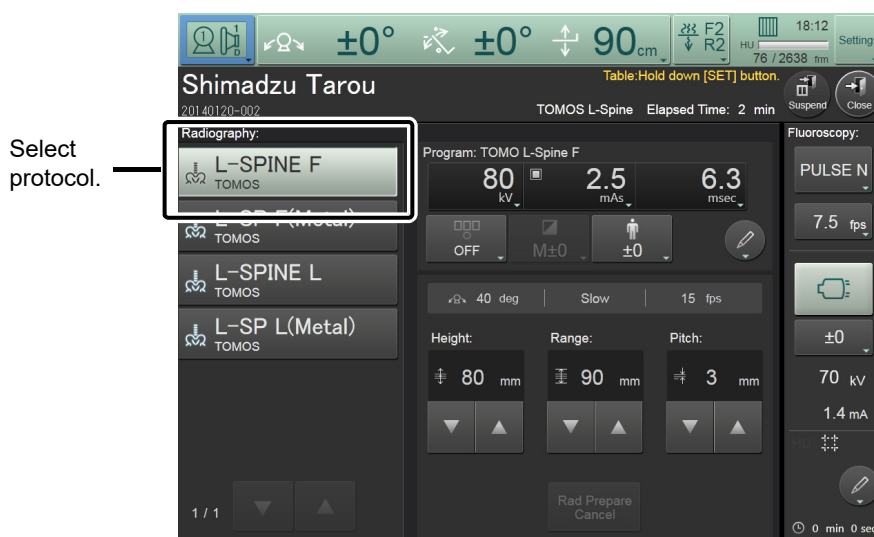 1 D ±0° ±0° 90cm F2 R2 HU 18:12 76 / 2638 frm Setting
Shimadzu Tarou
20140120-002
Table:Hold down [SET] button.
TOMOS L-Spine Elapsed Time: 2 min
Suspend Close
Select
protocol.
Radiography:
L-SPINE F
TOMOS
L-SP F(Metal)
TOMOS
L-SPINE L
TOMOS
L-SP L(Metal)
TOMOS
1 / 1
Program: TOMO L-Spine F
80 2.5 6.3
kV mAs msec
OFF M±0 ±0
40 deg Slow 15 fps
Height: Range: Pitch:
80 mm 90 mm 3 mm
Rad Prepare
Cancel
Fluoroscopy:
PULSE N
7.5 fps
±0
70 kV
1.4 mA
0 min 0 sec